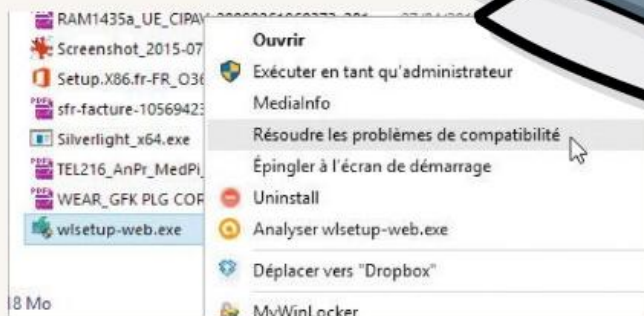 RAM1435a_UE_CIPAV
Screenshot_2015-07
Setup.X86.fr-FR_O36
sfr-facture-10569423
Silverlight_x64.exe
TEL216_AnPr_MedPi_
WEAR_GFK PLG COR
wlsetup-web.exe
18 Mo
Ouvrir
Exécuter en tant qu'administrateur
MediaInfo
Résoudre les problèmes de compatibilité
Épingler à l'écran de démarrage
Uninstall
Analyser wlsetup-web.exe
Déplacer vers "Dropbox"
MyWinLocker